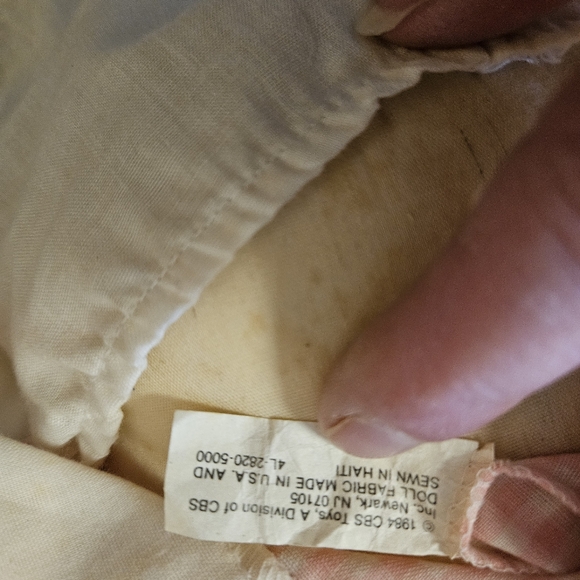 © 1984 CBS Toys, A Division of CBS
Inc. Newark, NJ 07105
DOLL FABRIC MADE IN U.S.A. AND
SEWN IN HAITI
4L-2820-5000